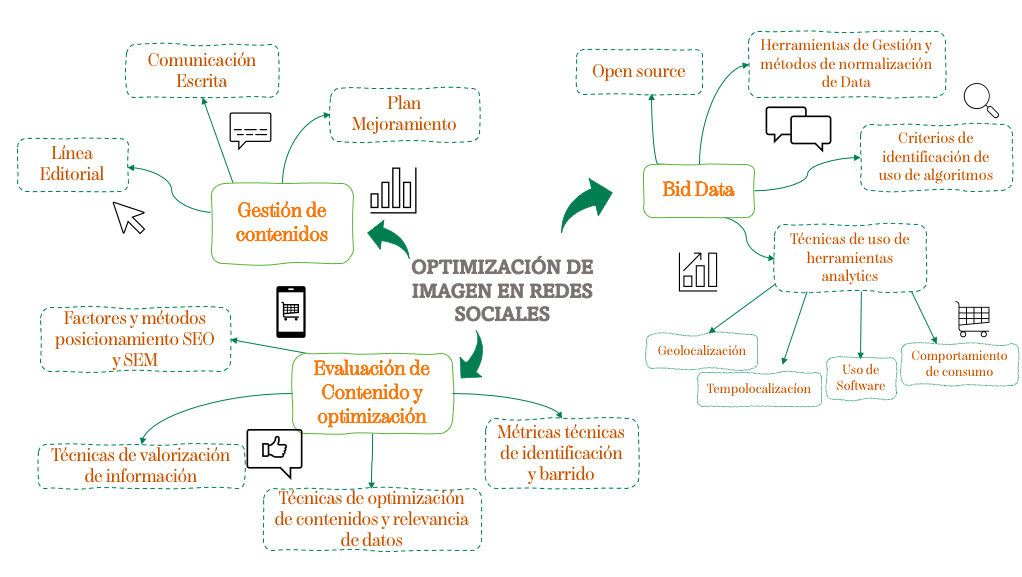 Comunicación
Escrita
Plan
Mejoramiento
Línea
Editorial
Gestión de
contenidos
Open source
Herramientas de Gestión y
métodos de normalización
de Data
Criterios de
identificación de
uso de algoritmos
Bid Data
Técnicas de uso de
herramientas
analytics
Geolocalización
Tempolocalizacíon
Uso de
Software
Comportamiento
de consumo
OPTIMIZACIÓN DE
IMAGEN EN REDES
SOCIALES
Factores y métodos
posicionamiento SEO
y SEM
Evaluación de
Contenido y
optimización
Técnicas de valorización
de información
Técnicas de optimización
de contenidos y relevancia
de datos
Métricas técnicas
de identificación
y barrido